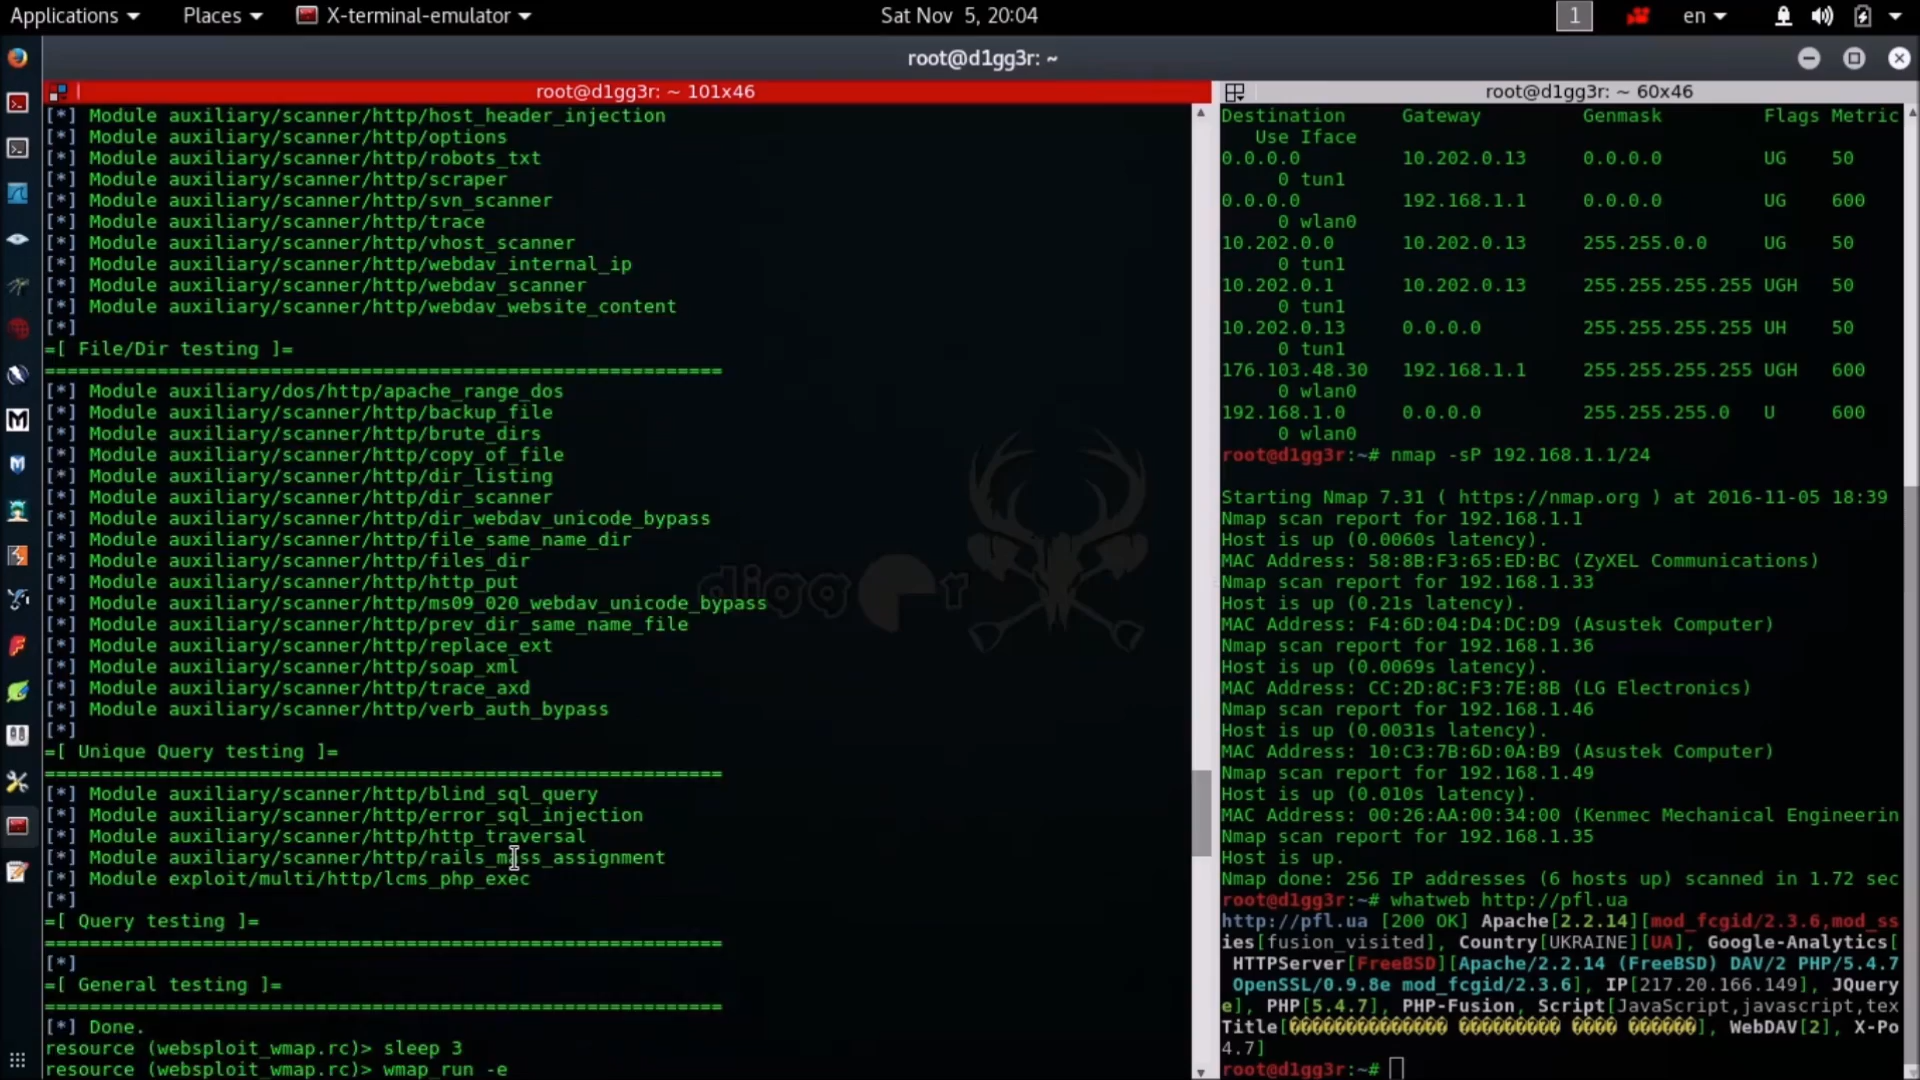 Applications Places X-terminal-emulator Sat Nov 5, 20:04 1 en
root@d1gg3r: ~
root@d1gg3r: ~ 101x46
[*] Module auxiliary/scanner/http/host_header_injection
[*] Module auxiliary/scanner/http/options
[*] Module auxiliary/scanner/http/robots_txt
[*] Module auxiliary/scanner/http/scraper
[*] Module auxiliary/scanner/http/svn_scanner
[*] Module auxiliary/scanner/http/trace
[*] Module auxiliary/scanner/http/vhost_scanner
[*] Module auxiliary/scanner/http/webdav_internal_ip
[*] Module auxiliary/scanner/http/webdav_scanner
[*] Module auxiliary/scanner/http/webdav_website_content
[*]
=[ File/Dir testing ]=
============================================================
[*] Module auxiliary/dos/http/apache_range_dos
[*] Module auxiliary/scanner/http/backup_file
[*] Module auxiliary/scanner/http/brute_dirs
[*] Module auxiliary/scanner/http/copy_of_file
[*] Module auxiliary/scanner/http/dir_listing
[*] Module auxiliary/scanner/http/dir_scanner
[*] Module auxiliary/scanner/http/dir_webdav_unicode_bypass
[*] Module auxiliary/scanner/http/file_same_name_dir
[*] Module auxiliary/scanner/http/files_dir
[*] Module auxiliary/scanner/http/http_put
[*] Module auxiliary/scanner/http/ms09_020_webdav_unicode_bypass
[*] Module auxiliary/scanner/http/prev_dir_same_name_file
[*] Module auxiliary/scanner/http/replace_ext
[*] Module auxiliary/scanner/http/soap_xml
[*] Module auxiliary/scanner/http/trace_axd
[*] Module auxiliary/scanner/http/verb_auth_bypass
[*]
=[ Unique Query testing ]=
============================================================
[*] Module auxiliary/scanner/http/blind_sql_query
[*] Module auxiliary/scanner/http/error_sql_injection
[*] Module auxiliary/scanner/http/http_traversal
[*] Module auxiliary/scanner/http/rails_mass_assignment
[*] Module exploit/multi/http/lcms_php_exec
[*]
=[ Query testing ]=
============================================================
[*]
=[ General testing ]=
============================================================
[*] Done.
resource (websploit_wmap.rc)> sleep 3
resource (websploit_wmap.rc)> wmap_run -e
digger
root@d1gg3r: ~ 60x46
Destination Gateway Genmask Flags Metric
Use Iface
0.0.0.0 10.202.0.13 0.0.0.0 UG 50
0 tun1
0.0.0.0 192.168.1.1 0.0.0.0 UG 600
0 wlan0
10.202.0.0 10.202.0.13 255.255.0.0 UG 50
0 tun1
10.202.0.1 10.202.0.13 255.255.255.255 UGH 50
0 tun1
10.202.0.13 0.0.0.0 255.255.255.255 UH 50
0 tun1
176.103.48.30 192.168.1.1 255.255.255.255 UGH 600
0 wlan0
192.168.1.0 0.0.0.0 255.255.255.0 U 600
0 wlan0
root@d1gg3r:~# nmap -sP 192.168.1.1/24
Starting Nmap 7.31 ( https://nmap.org ) at 2016-11-05 18:39
Nmap scan report for 192.168.1.1
Host is up (0.0060s latency).
MAC Address: 58:8B:F3:65:ED:BC (ZyXEL Communications)
Nmap scan report for 192.168.1.33
Host is up (0.21s latency).
MAC Address: F4:6D:04:D4:DC:D9 (Asustek Computer)
Nmap scan report for 192.168.1.36
Host is up (0.0069s latency).
MAC Address: CC:2D:8C:F3:7E:8B (LG Electronics)
Nmap scan report for 192.168.1.46
Host is up (0.0031s latency).
MAC Address: 10:C3:7B:6D:0A:B9 (Asustek Computer)
Nmap scan report for 192.168.1.49
Host is up (0.010s latency).
MAC Address: 00:26:AA:00:34:00 (Kenmec Mechanical Engineerin
Nmap scan report for 192.168.1.35
Host is up.
Nmap done: 256 IP addresses (6 hosts up) scanned in 1.72 sec
root@d1gg3r:~# whatweb http://pfl.ua
http://pfl.ua [200 OK] Apache[2.2.14][mod_fcgid/2.3.6,mod_ss
ies[fusion_visited], Country[UKRAINE][UA], Google-Analytics[
HTTPServer[FreeBSD][Apache/2.2.14 (FreeBSD) DAV/2 PHP/5.4.7
OpenSSL/0.9.8e mod_fcgid/2.3.6], IP[217.20.166.149], JQuery
e], PHP[5.4.7], PHP-Fusion, Script[JavaScript,javascript,tex
Title[�������������� ��������� ���� ������], WebDAV[2], X-Po
4.7]
root@d1gg3r:~#